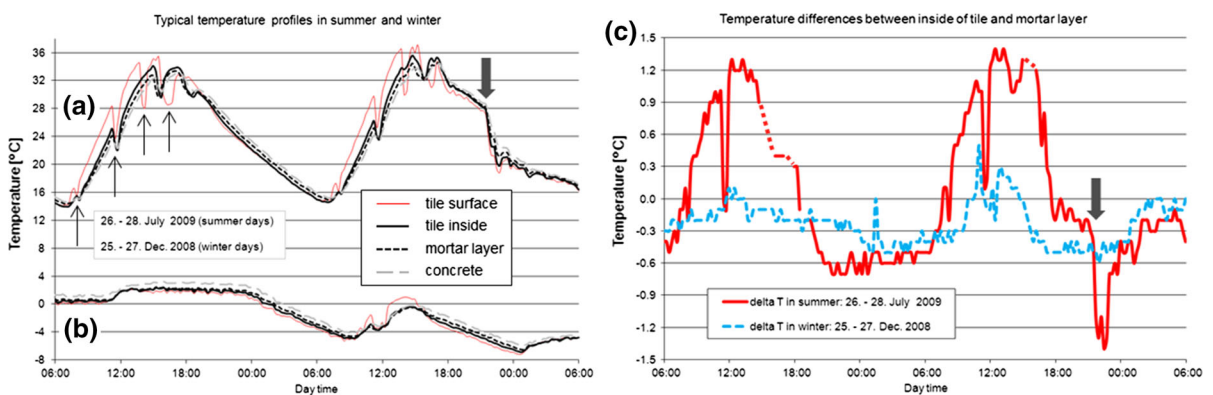 Typical temperature profiles in summer and winter
(a)
(b)
Temperature [°C]
36
32
28
24
20
16
12
8
4
0
-4
-8
26. - 28. July 2009 (summer days)
25. - 27. Dec. 2008 (winter days)
tile surface
tile inside
mortar layer
concrete
06:00 12:00 18:00 00:00 06:00 12:00 18:00 00:00 06:00
Day time
(c)
Temperature differences between inside of tile and mortar layer
Temperature [°C]
1.5
1.2
0.9
0.6
0.3
0.0
-0.3
-0.6
-0.9
-1.2
-1.5
delta T in summer: 26. - 28. July 2009
delta T in winter: 25. - 27. Dec. 2008
06:00 12:00 18:00 00:00 06:00 12:00 18:00 00:00 06:00
Day time